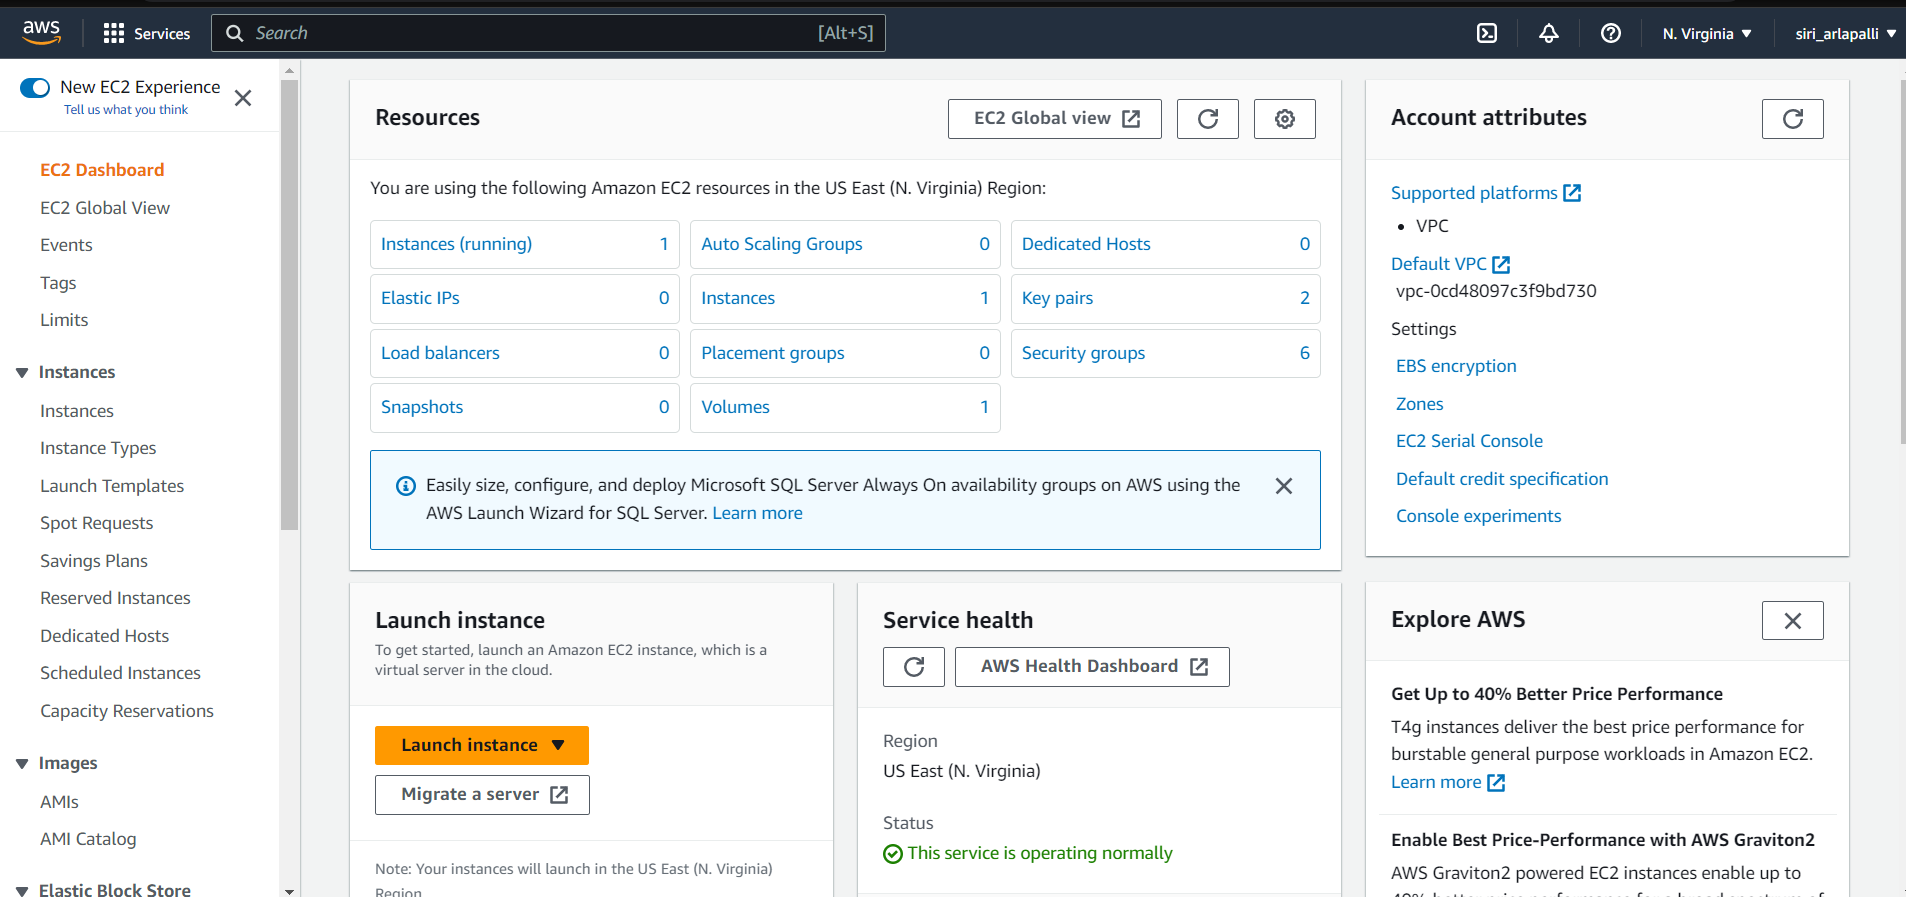 aws
Services
Search
[Alt+S]
N. Virginia
siri_arlapalli
New EC2 Experience
Tell us what you think
EC2 Dashboard
EC2 Global View
Events
Tags
Limits
Instances
Instances
Instance Types
Launch Templates
Spot Requests
Savings Plans
Reserved Instances
Dedicated Hosts
Scheduled Instances
Capacity Reservations
Images
AMIs
AMI Catalog
Elastic Block Store
Resources
EC2 Global view
You are using the following Amazon EC2 resources in the US East (N. Virginia) Region:
Instances (running) 1
Auto Scaling Groups 0
Dedicated Hosts 0
Elastic IPs 0
Instances 1
Key pairs 2
Load balancers 0
Placement groups 0
Security groups 6
Snapshots 0
Volumes 1
Easily size, configure, and deploy Microsoft SQL Server Always On availability groups on AWS using the
AWS Launch Wizard for SQL Server. Learn more
Launch instance
To get started, launch an Amazon EC2 instance, which is a
virtual server in the cloud.
Launch instance
Migrate a server
Note: Your instances will launch in the US East (N. Virginia)
Region
Service health
AWS Health Dashboard
Region
US East (N. Virginia)
Status
This service is operating normally
Account attributes
Supported platforms
• VPC
Default VPC
vpc-0cd48097c3f9bd730
Settings
EBS encryption
Zones
EC2 Serial Console
Default credit specification
Console experiments
Explore AWS
Get Up to 40% Better Price Performance
T4g instances deliver the best price performance for
burstable general purpose workloads in Amazon EC2.
Learn more
Enable Best Price-Performance with AWS Graviton2
AWS Graviton2 powered EC2 instances enable up to
40% better price performance for a broad spectrum of